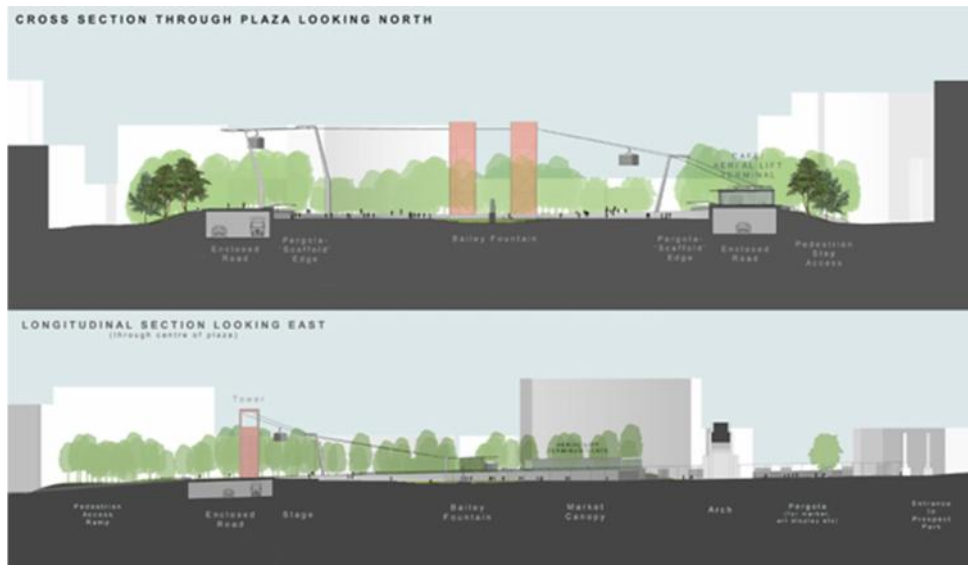 CROSS SECTION THROUGH PLAZA LOOKING NORTH
CAFE
AERIAL LIFT
TERMINAL
Enclosed
Road
Pergola-
'Scaffold'
Edge
Bailey Fountain
Pergola-
'Scaffold'
Edge
Enclosed
Road
Pedestrian
Step
Access
LONGITUDINAL SECTION LOOKING EAST
(through centre of plaza)
Tower
AERIAL LIFT
Pedestrian
Access
Ramp
Enclosed
Road
Stage
Bailey
Fountain
Market
Canopy
Arch
Pergola
(for market,
art display etc)
Entrance
to
Prospect
Park